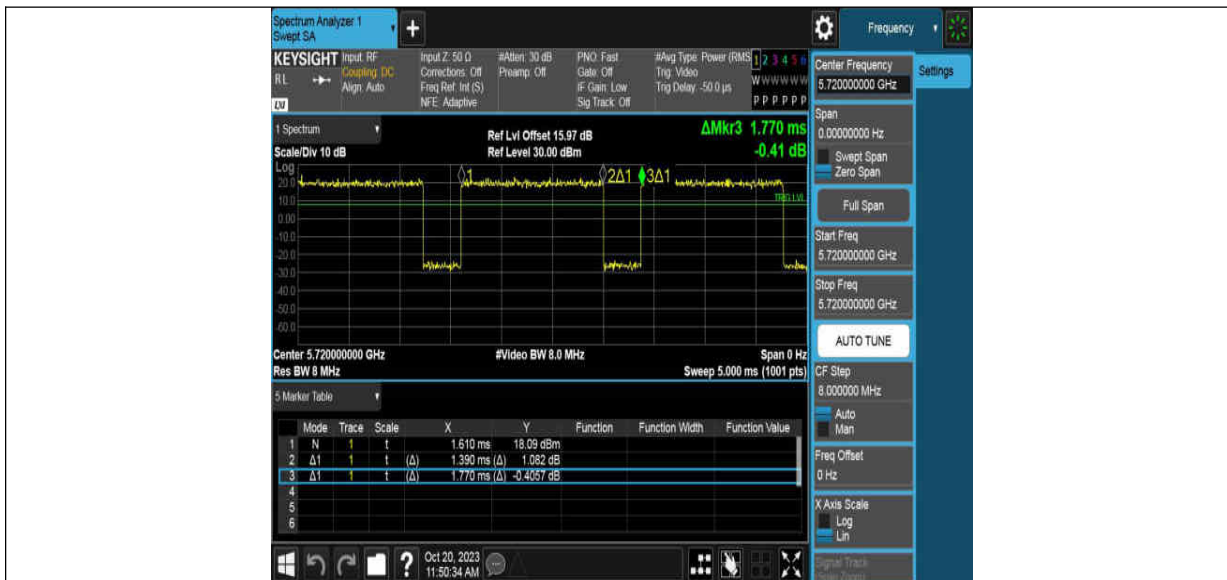 Spectrum Analyzer 1
Swept SA
+
Frequency
KEYSIGHT
RL
LXI
Input: RF
Coupling: DC
Align: Auto
Input Z: 50 Ω
Corrections: Off
Freq Ref: Int (S)
NFE: Adaptive
#Atten: 30 dB
Preamp: Off
PNO: Fast
Gate: Off
IF Gain: Low
Sig Track: Off
#Avg Type: Power (RMS
Trig: Video
Trig Delay: -50.0 µs
1 2 3 4 5 6
W W W W W W
P P P P P P
1 Spectrum
Scale/Div 10 dB
Ref Lvl Offset 15.97 dB
Ref Level 30.00 dBm
ΔMkr3 1.770 ms
-0.41 dB
Log
20.0
10.0
0.00
-10.0
-20.0
-30.0
-40.0
-50.0
-60.0
1
2Δ1
3Δ1
TRIG LVL
Center 5.720000000 GHz
#Video BW 8.0 MHz
Span 0 Hz
Res BW 8 MHz
Sweep 5.000 ms (1001 pts)
5 Marker Table
Mode Trace Scale X Y Function Function Width Function Value
1 N 1 t 1.610 ms 18.09 dBm
2 Δ1 1 t (Δ) 1.390 ms (Δ) 1.082 dB
3 Δ1 1 t (Δ) 1.770 ms (Δ) -0.4057 dB
4
5
6
?
Oct 20, 2023
11:50:34 AM
Center Frequency
5.720000000 GHz
Settings
Span
0.00000000 Hz
Swept Span
Zero Span
Full Span
Start Freq
5.720000000 GHz
Stop Freq
5.720000000 GHz
AUTO TUNE
CF Step
8.000000 MHz
Auto
Man
Freq Offset
0 Hz
X Axis Scale
Log
Lin
Signal Track